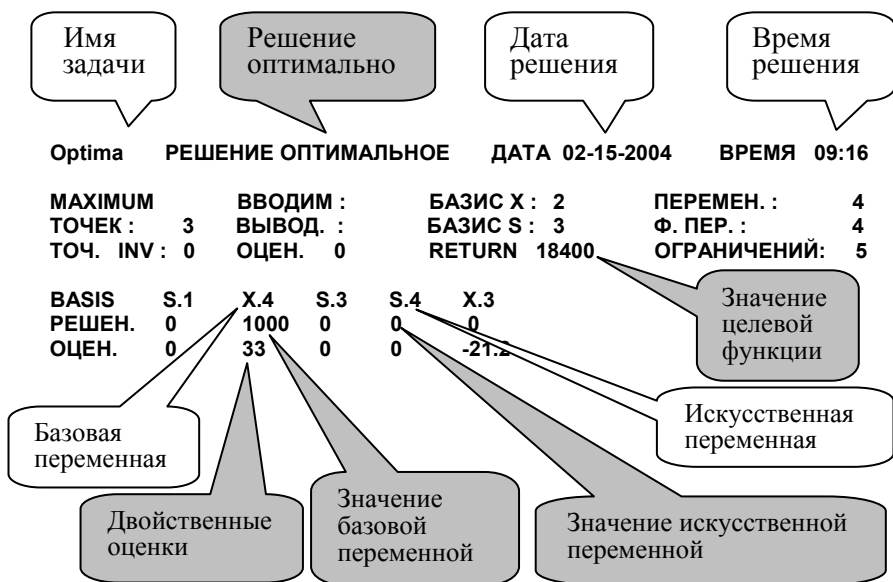 Имя
задачи
Решение
оптимально
Дата
решения
Время
решения
Optima РЕШЕНИЕ ОПТИМАЛЬНОЕ ДАТА 02-15-2004 ВРЕМЯ 09:16
MAXIMUM ВВОДИМ : БАЗИС X : 2 ПЕРЕМЕН. : 4
ТОЧЕК : 3 ВЫВОД. : БАЗИС S : 3 Ф. ПЕР. : 4
ТОЧ. INV : 0 ОЦЕН. 0 RETURN 18400 ОГРАНИЧЕНИЙ: 5
BASIS S.1 X.4 S.3 S.4 X.3
РЕШЕН. 0 1000 0 0 0
ОЦЕН. 0 33 0 0 -21.2
Значение
целевой
функции
Искусственная
переменная
Базовая
переменная
Двойственные
оценки
Значение
базовой
переменной
Значение искусственной
переменной